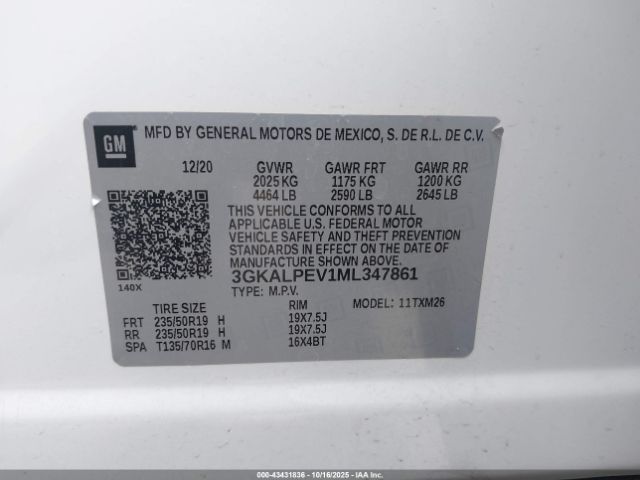 GM
MFD BY GENERAL MOTORS DE MEXICO, S. DE R.L. DE C.V.
12/20 GVWR GAWR FRT GAWR RR
2025 KG 1175 KG 1200 KG
4464 LB 2590 LB 2645 LB
THIS VEHICLE CONFORMS TO ALL
APPLICABLE U.S. FEDERAL MOTOR
VEHICLE SAFETY AND THEFT PREVENTION
STANDARDS IN EFFECT ON THE DATE OF
MANUFACTURE SHOWN ABOVE.
3GKALPEV1ML347861
140X
TYPE: M.P.V.
TIRE SIZE RIM MODEL: 11TXM26
FRT 235/50R19 H 19X7.5J
RR 235/50R19 H 19X7.5J
SPA T135/70R16 M 16X4BT
000-43431836 - 10/16/2025 - IAAI.com